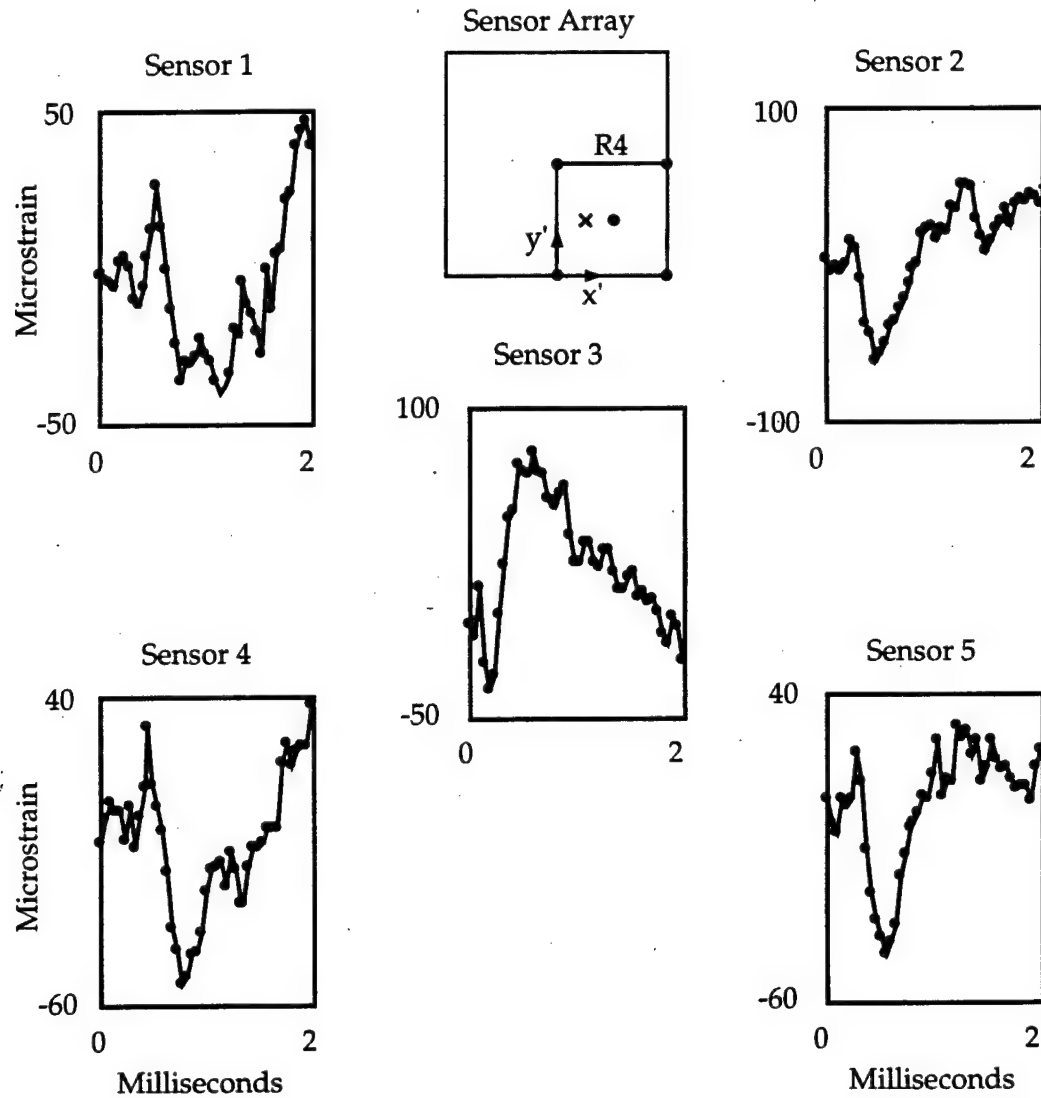 Sensor Array
Sensor 1
Sensor 2
50
100
R4
Microstrain
y'
x'
Sensor 3
-50
100
-100
0
2
0
2
Sensor 4
Sensor 5
40
-50
40
0
2
Microstrain
-60
-60
0
2
0
2
Milliseconds
Milliseconds